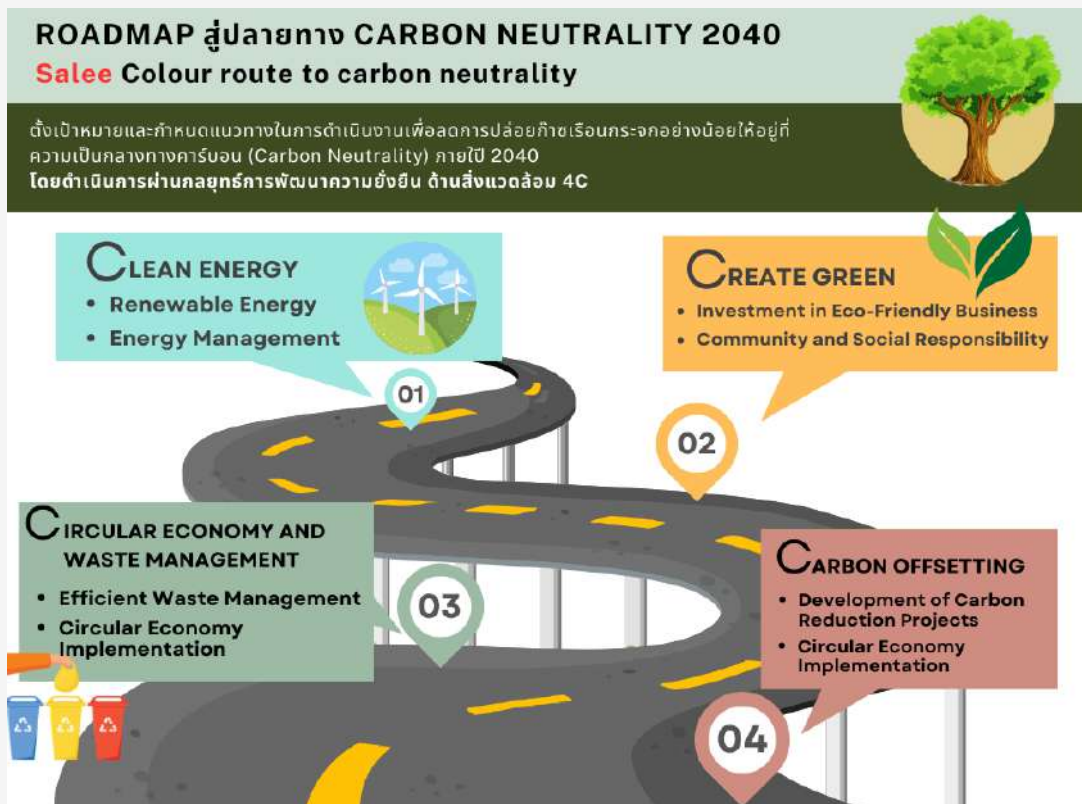 ROADMAP สู่ปลายทาง CARBON NEUTRALITY 2040
Salee Colour route to carbon neutrality
ตั้งเป้าหมายและกำหนดแนวทางในการดำเนินงานเพื่อลดการปล่อยก๊าซเรือนกระจกอย่างน้อยให้อยู่ที่
ความเป็นกลางทางคาร์บอน (Carbon Neutrality) ภายใปี 2040
โดยดำเนินการผ่านกลยุทธ์การพัฒนาความยั่งยืน ด้านสิ่งแวดล้อม 4C
CLEAN ENERGY
• Renewable Energy
• Energy Management
01
CREATE GREEN
• Investment in Eco-Friendly Business
• Community and Social Responsibility
02
CIRCULAR ECONOMY AND
WASTE MANAGEMENT
• Efficient Waste Management
• Circular Economy
Implementation
03
CARBON OFFSETTING
• Development of Carbon
Reduction Projects
• Circular Economy
Implementation
04